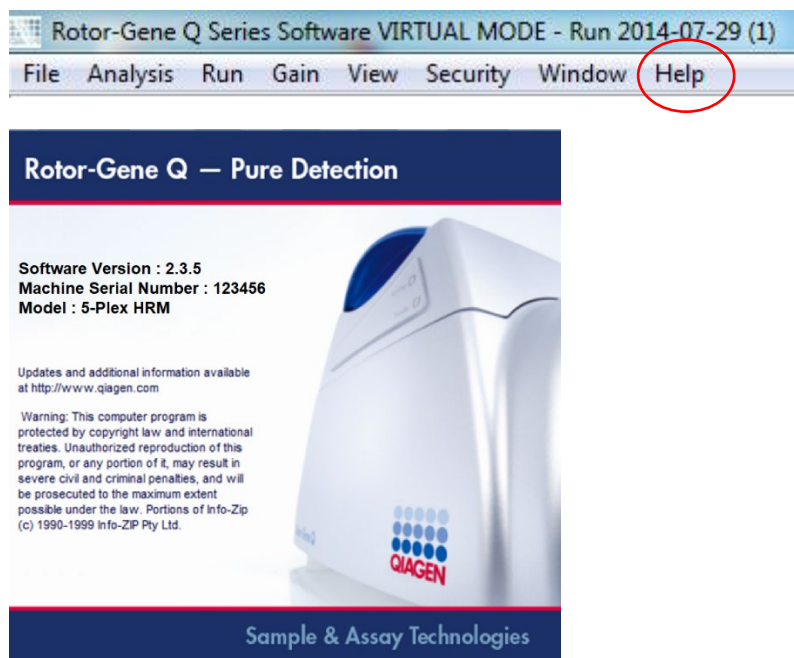 Rotor-Gene Q Series Software VIRTUAL MODE - Run 2014-07-29 (1)
File Analysis Run Gain View Security Window Help
Rotor-Gene Q — Pure Detection
Software Version : 2.3.5
Machine Serial Number : 123456
Model : 5-Plex HRM
Updates and additional information available
at http://www.qiagen.com
Warning: This computer program is
protected by copyright law and international
treaties. Unauthorized reproduction of this
program, or any portion of it, may result in
severe civil and criminal penalties, and will
be prosecuted to the maximum extent
possible under the law. Portions of Info-Zip
(c) 1990-1999 Info-ZIP Pty Ltd.
Rotor-Gene Q
QIAGEN
Sample & Assay Technologies